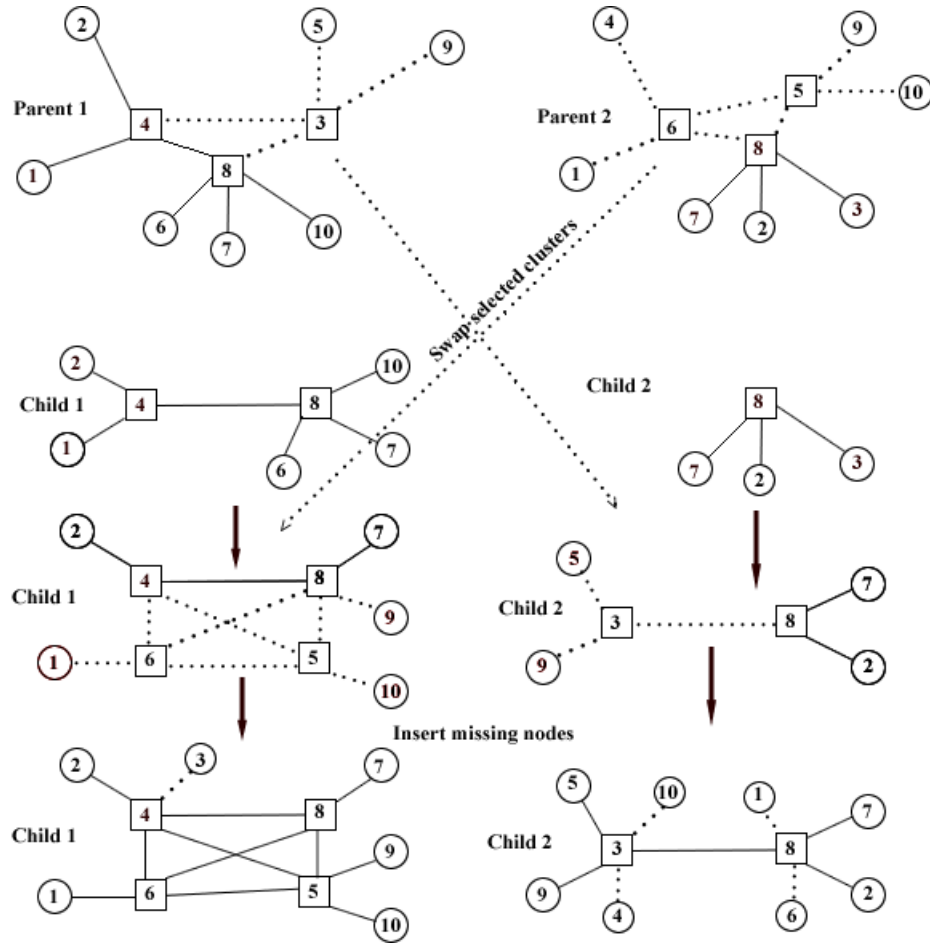 2 5 9 4 9
Parent 1 4 3 Parent 2 6 5 10
1 8 1 8
6 7 10 7 2 3
Swap selected clusters
2 10 Child 2
Child 1 4 8 8
1 6 7 7 2 3
2 7 5 7
Child 1 4 8 9 Child 2 3 8
1 6 5 10 9 2
Insert missing nodes
2 3 7 5 10 1 7
Child 1 4 8 9 Child 2 3 8
1 6 5 10 9 4 6 2